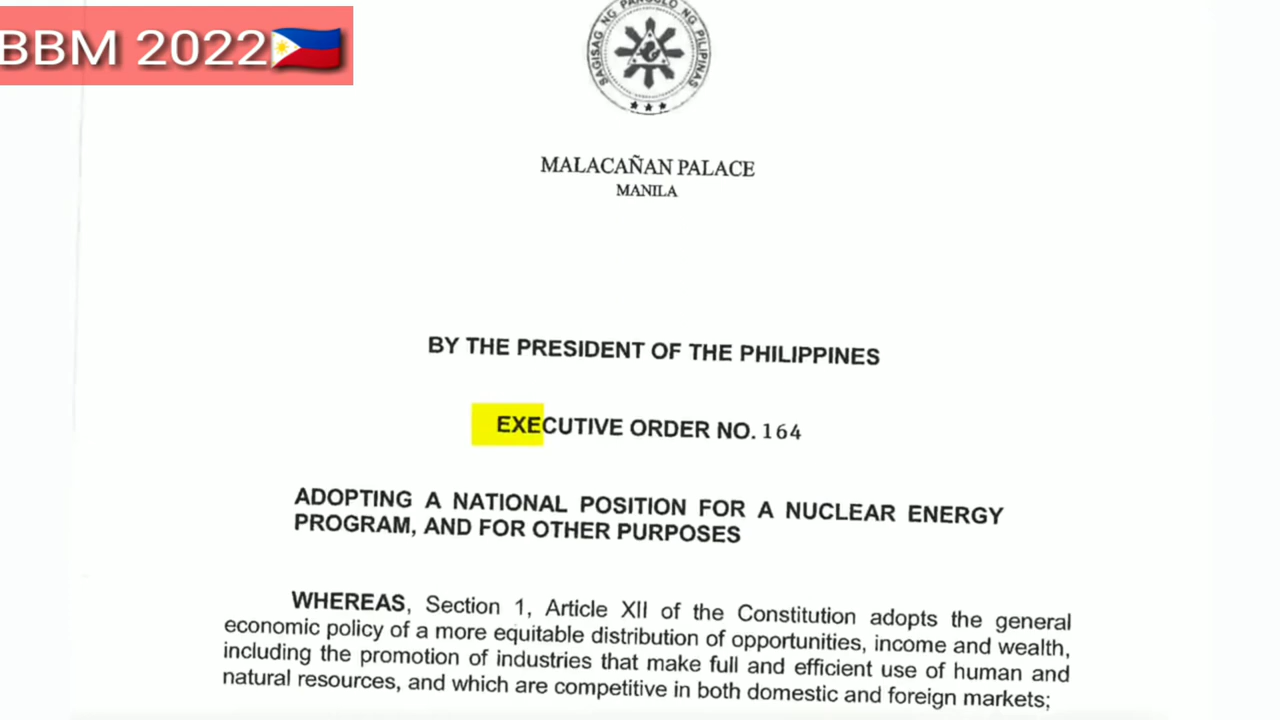 BBM 2022🇵🇭
SAGISAG NG PANGULO NG PILIPINAS
MALACAÑAN PALACE
MANILA
BY THE PRESIDENT OF THE PHILIPPINES
EXECUTIVE ORDER NO. 164
ADOPTING A NATIONAL POSITION FOR A NUCLEAR ENERGY
PROGRAM, AND FOR OTHER PURPOSES
WHEREAS, Section 1, Article XII of the Constitution adopts the general
economic policy of a more equitable distribution of opportunities, income and wealth,
including the promotion of industries that make full and efficient use of human and
natural resources, and which are competitive in both domestic and foreign markets;